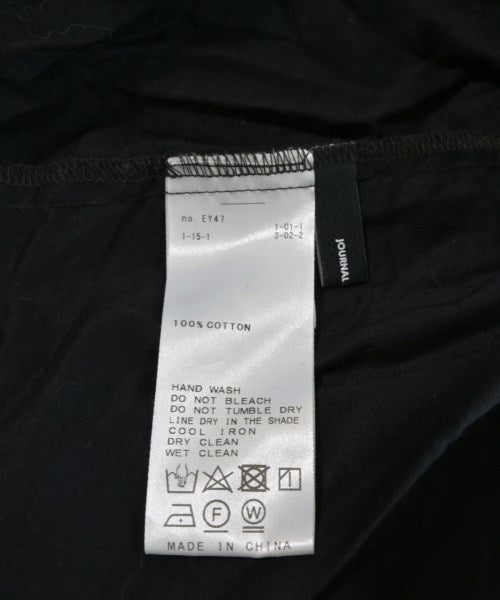 no. EY47
1-15-1 1-01-1
3-02-2
100% COTTON
HAND WASH
DO NOT BLEACH
DO NOT TUMBLE DRY
LINE DRY IN THE SHADE
COOL IRON
DRY CLEAN
WET CLEAN
F W
MADE IN CHINA
JOURNAL